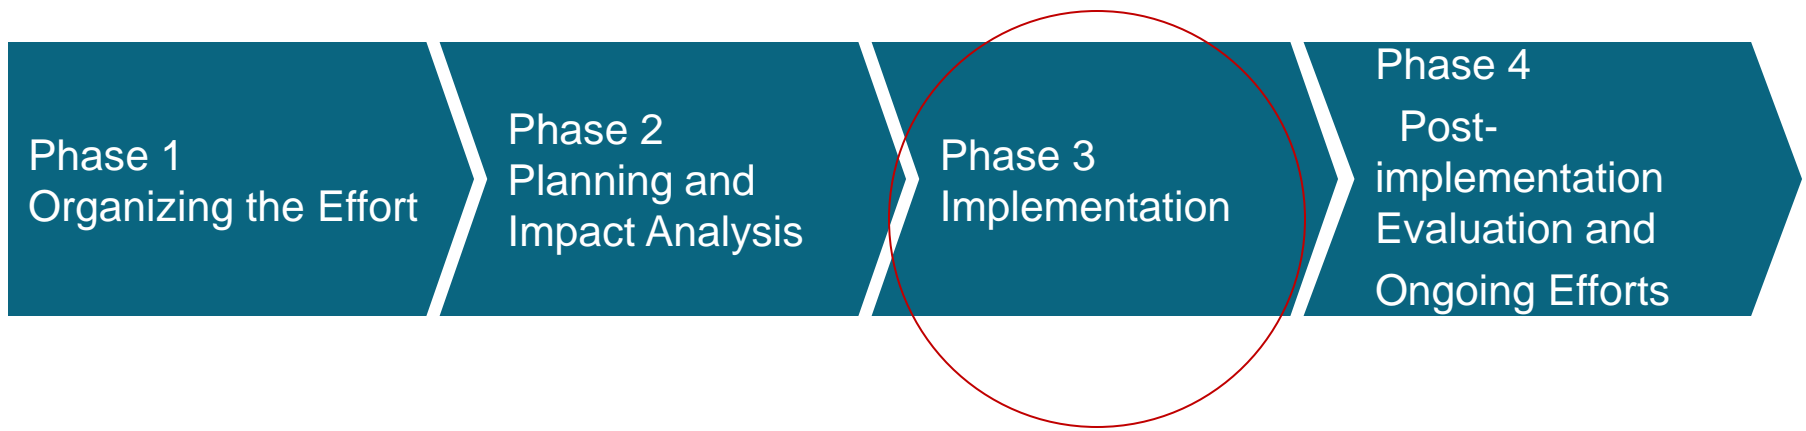 Phase 1
Organizing the Effort
Phase 2
Planning and
Impact Analysis
Phase 3
Implementation
Phase 4
Post-
implementation
Evaluation and
Ongoing Efforts